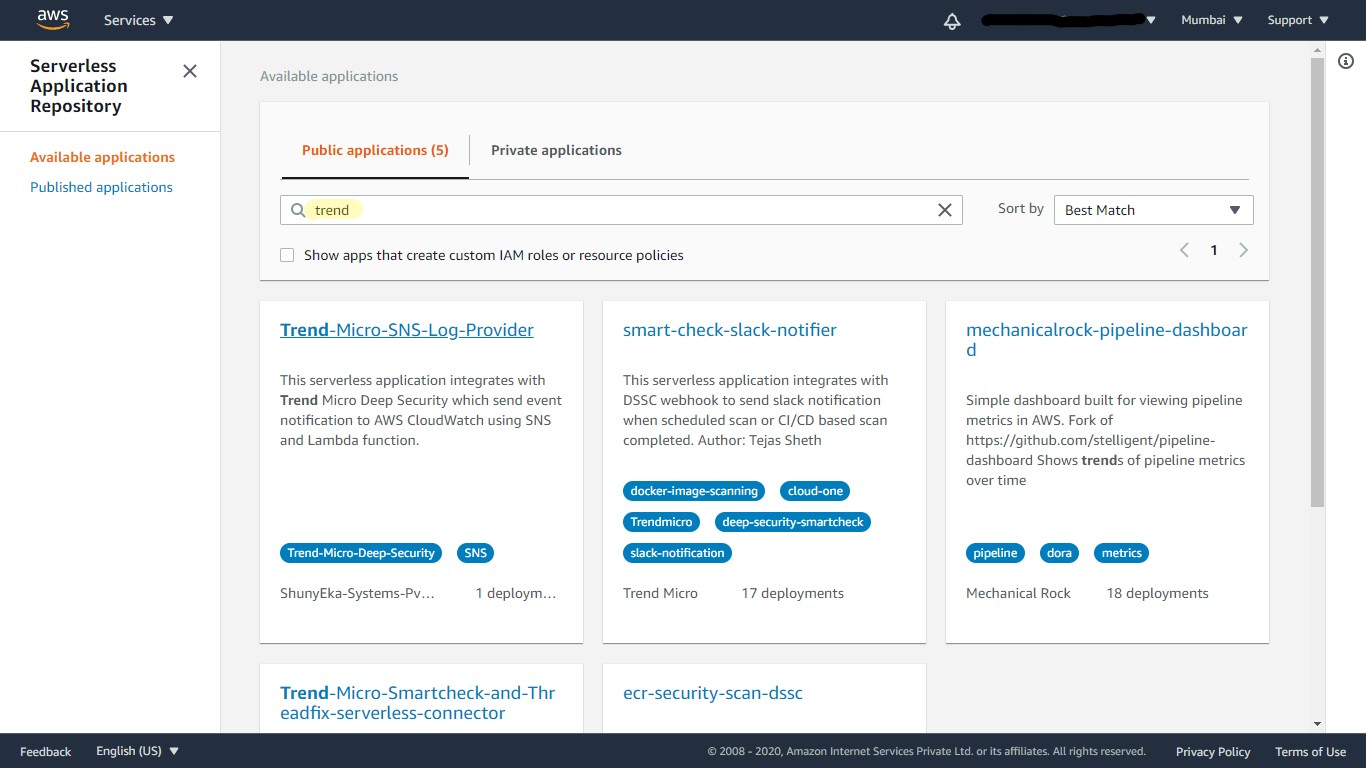 aws
Services
Mumbai
Support
Serverless
Application
Repository
Available applications
Published applications
Available applications
Public applications (5)
Private applications
trend
Sort by
Best Match
Show apps that create custom IAM roles or resource policies
1
Trend-Micro-SNS-Log-Provider
This serverless application integrates with
Trend Micro Deep Security which send event
notification to AWS CloudWatch using SNS
and Lambda function.
Trend-Micro-Deep-Security SNS
ShunyEka-Systems-Pv… 1 deploym…
smart-check-slack-notifier
This serverless application integrates with
DSSC webhook to send slack notification
when scheduled scan or CI/CD based scan
completed. Author: Tejas Sheth
docker-image-scanning cloud-one
Trendmicro deep-security-smartcheck
slack-notification
Trend Micro 17 deployments
mechanicalrock-pipeline-dashboar
d
Simple dashboard built for viewing pipeline
metrics in AWS. Fork of
https://github.com/stelligent/pipeline-
dashboard Shows trends of pipeline metrics
over time
pipeline dora metrics
Mechanical Rock 18 deployments
Trend-Micro-Smartcheck-and-Thr
eadfix-serverless-connector
ecr-security-scan-dssc
Feedback
English (US)
© 2008 - 2020, Amazon Internet Services Private Ltd. or its affiliates. All rights reserved.
Privacy Policy
Terms of Use